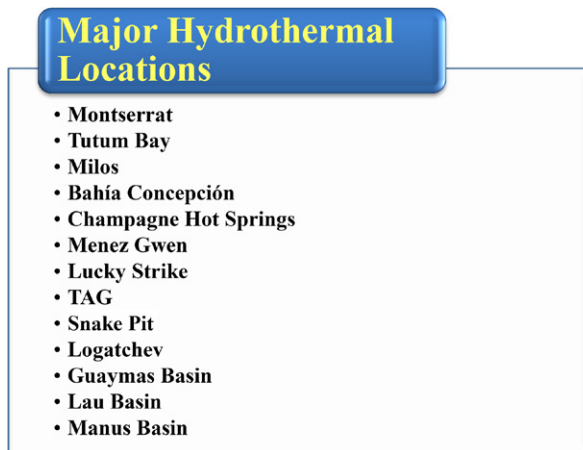 Major Hydrothermal
Locations
• Montserrat
• Tutum Bay
• Milos
• Bahía Concepción
• Champagne Hot Springs
• Menez Gwen
• Lucky Strike
• TAG
• Snake Pit
• Logatchev
• Guaymas Basin
• Lau Basin
• Manus Basin